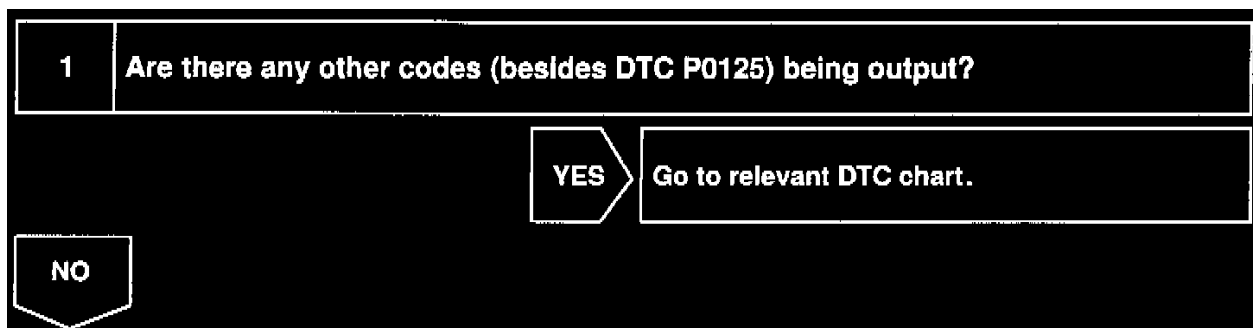 1 Are there any other codes (besides DTC P0125) being output?
YES Go to relevant DTC chart.
NO